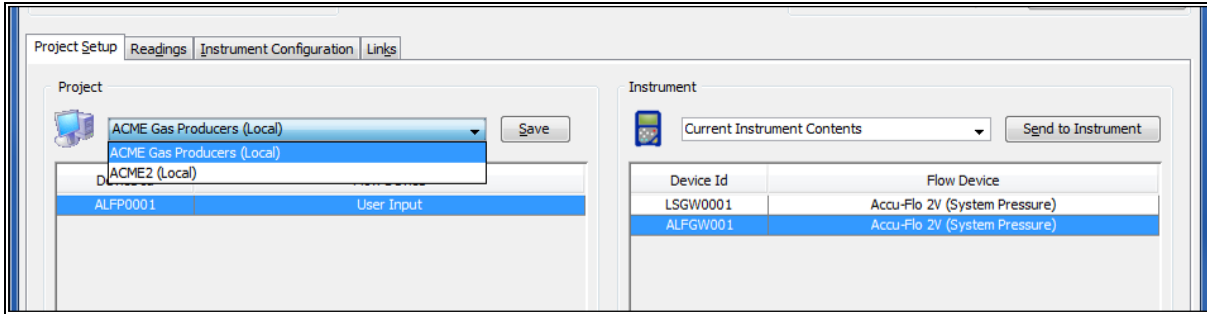 Project Setup
Readings
Instrument Configuration
Links
Project
ACME Gas Producers (Local)
Save
ACME Gas Producers (Local)
ACME2 (Local)
ALFP0001 User Input
Instrument
Current Instrument Contents
Send to Instrument
Device Id Flow Device
LSGW0001 Accu-Flo 2V (System Pressure)
ALFGW001 Accu-Flo 2V (System Pressure)